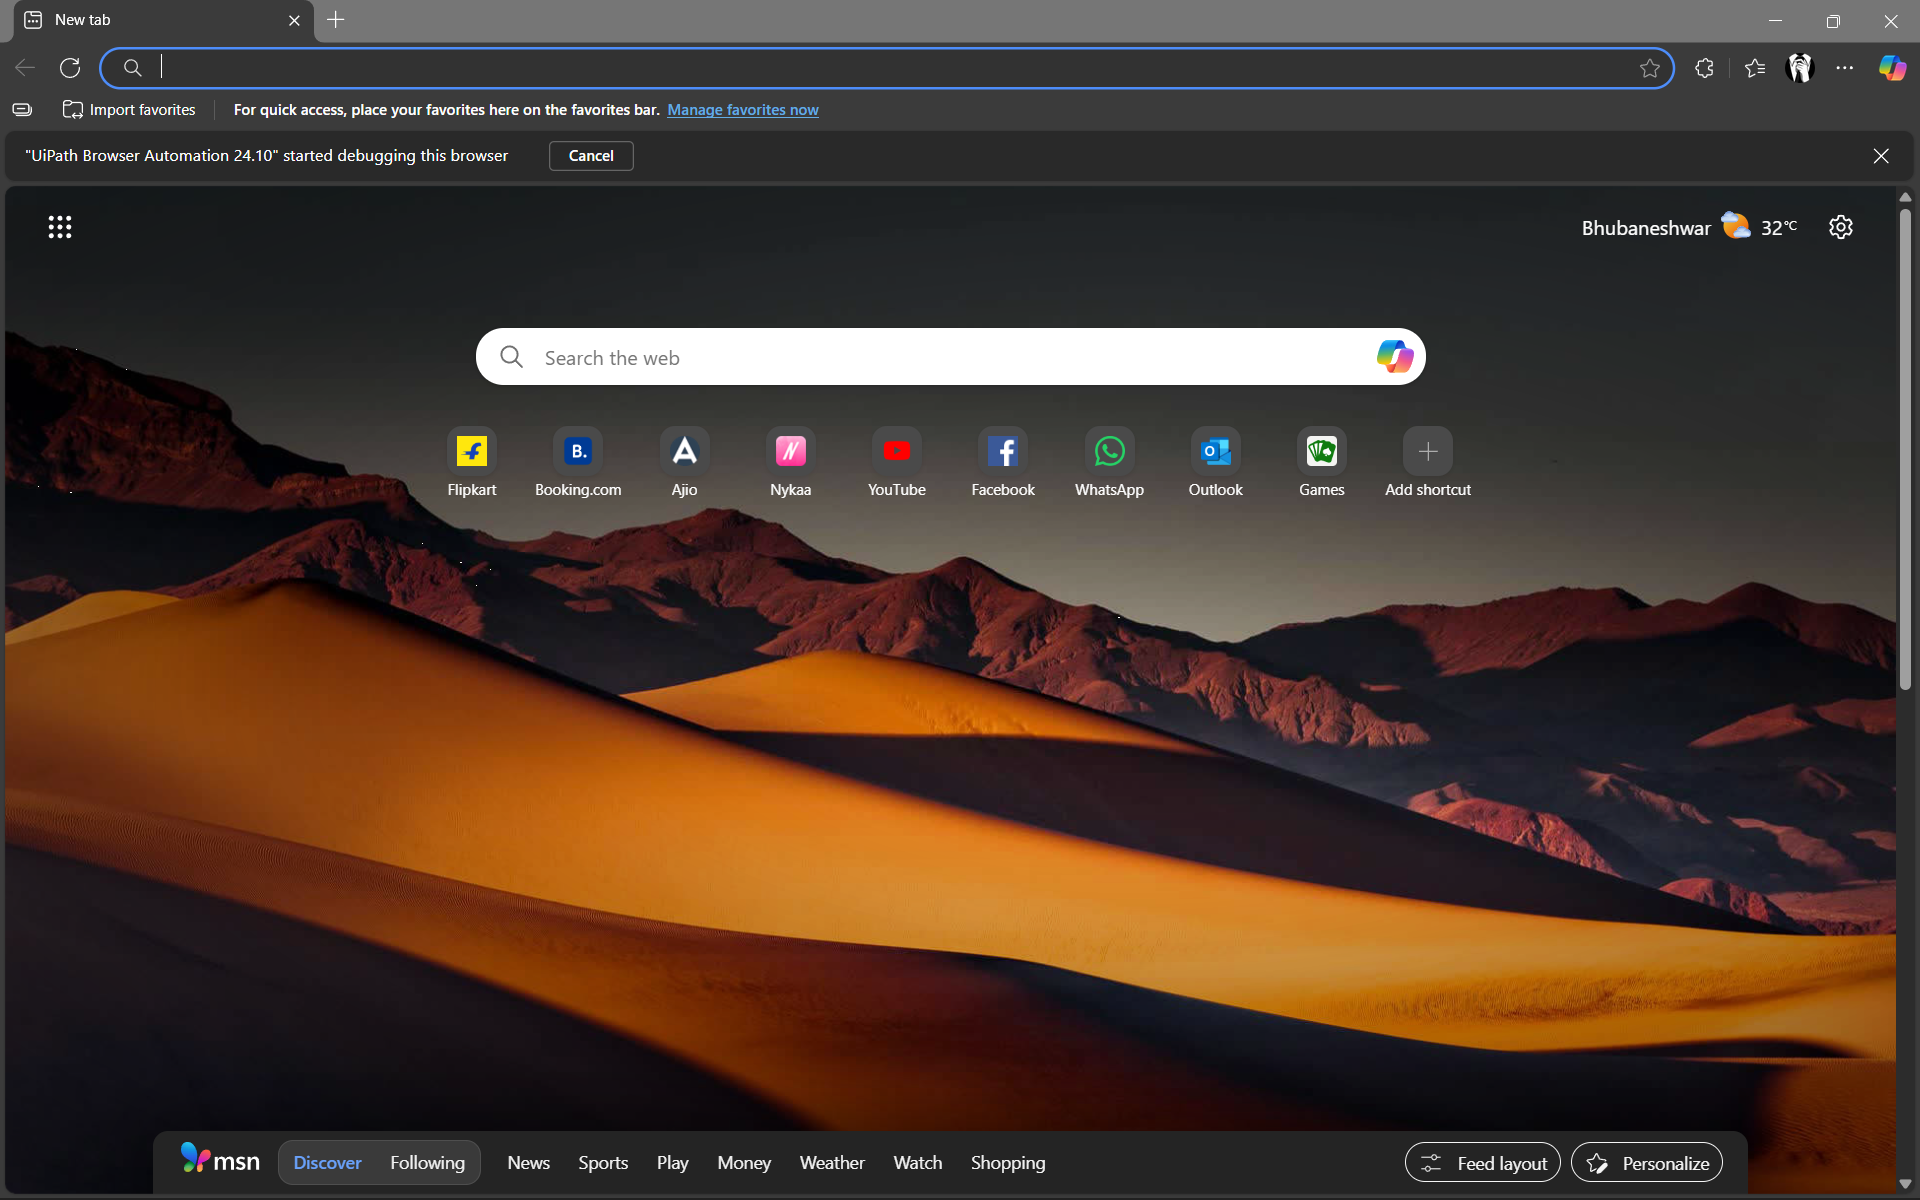 New tab
Import favorites
For quick access, place your favorites here on the favorites bar. Manage favorites now
"UiPath Browser Automation 24.10" started debugging this browser
Cancel
Bhubaneshwar 32°C
Search the web
Flipkart Booking.com Ajio Nykaa YouTube Facebook WhatsApp Outlook Games Add shortcut
msn Discover Following News Sports Play Money Weather Watch Shopping Feed layout Personalize